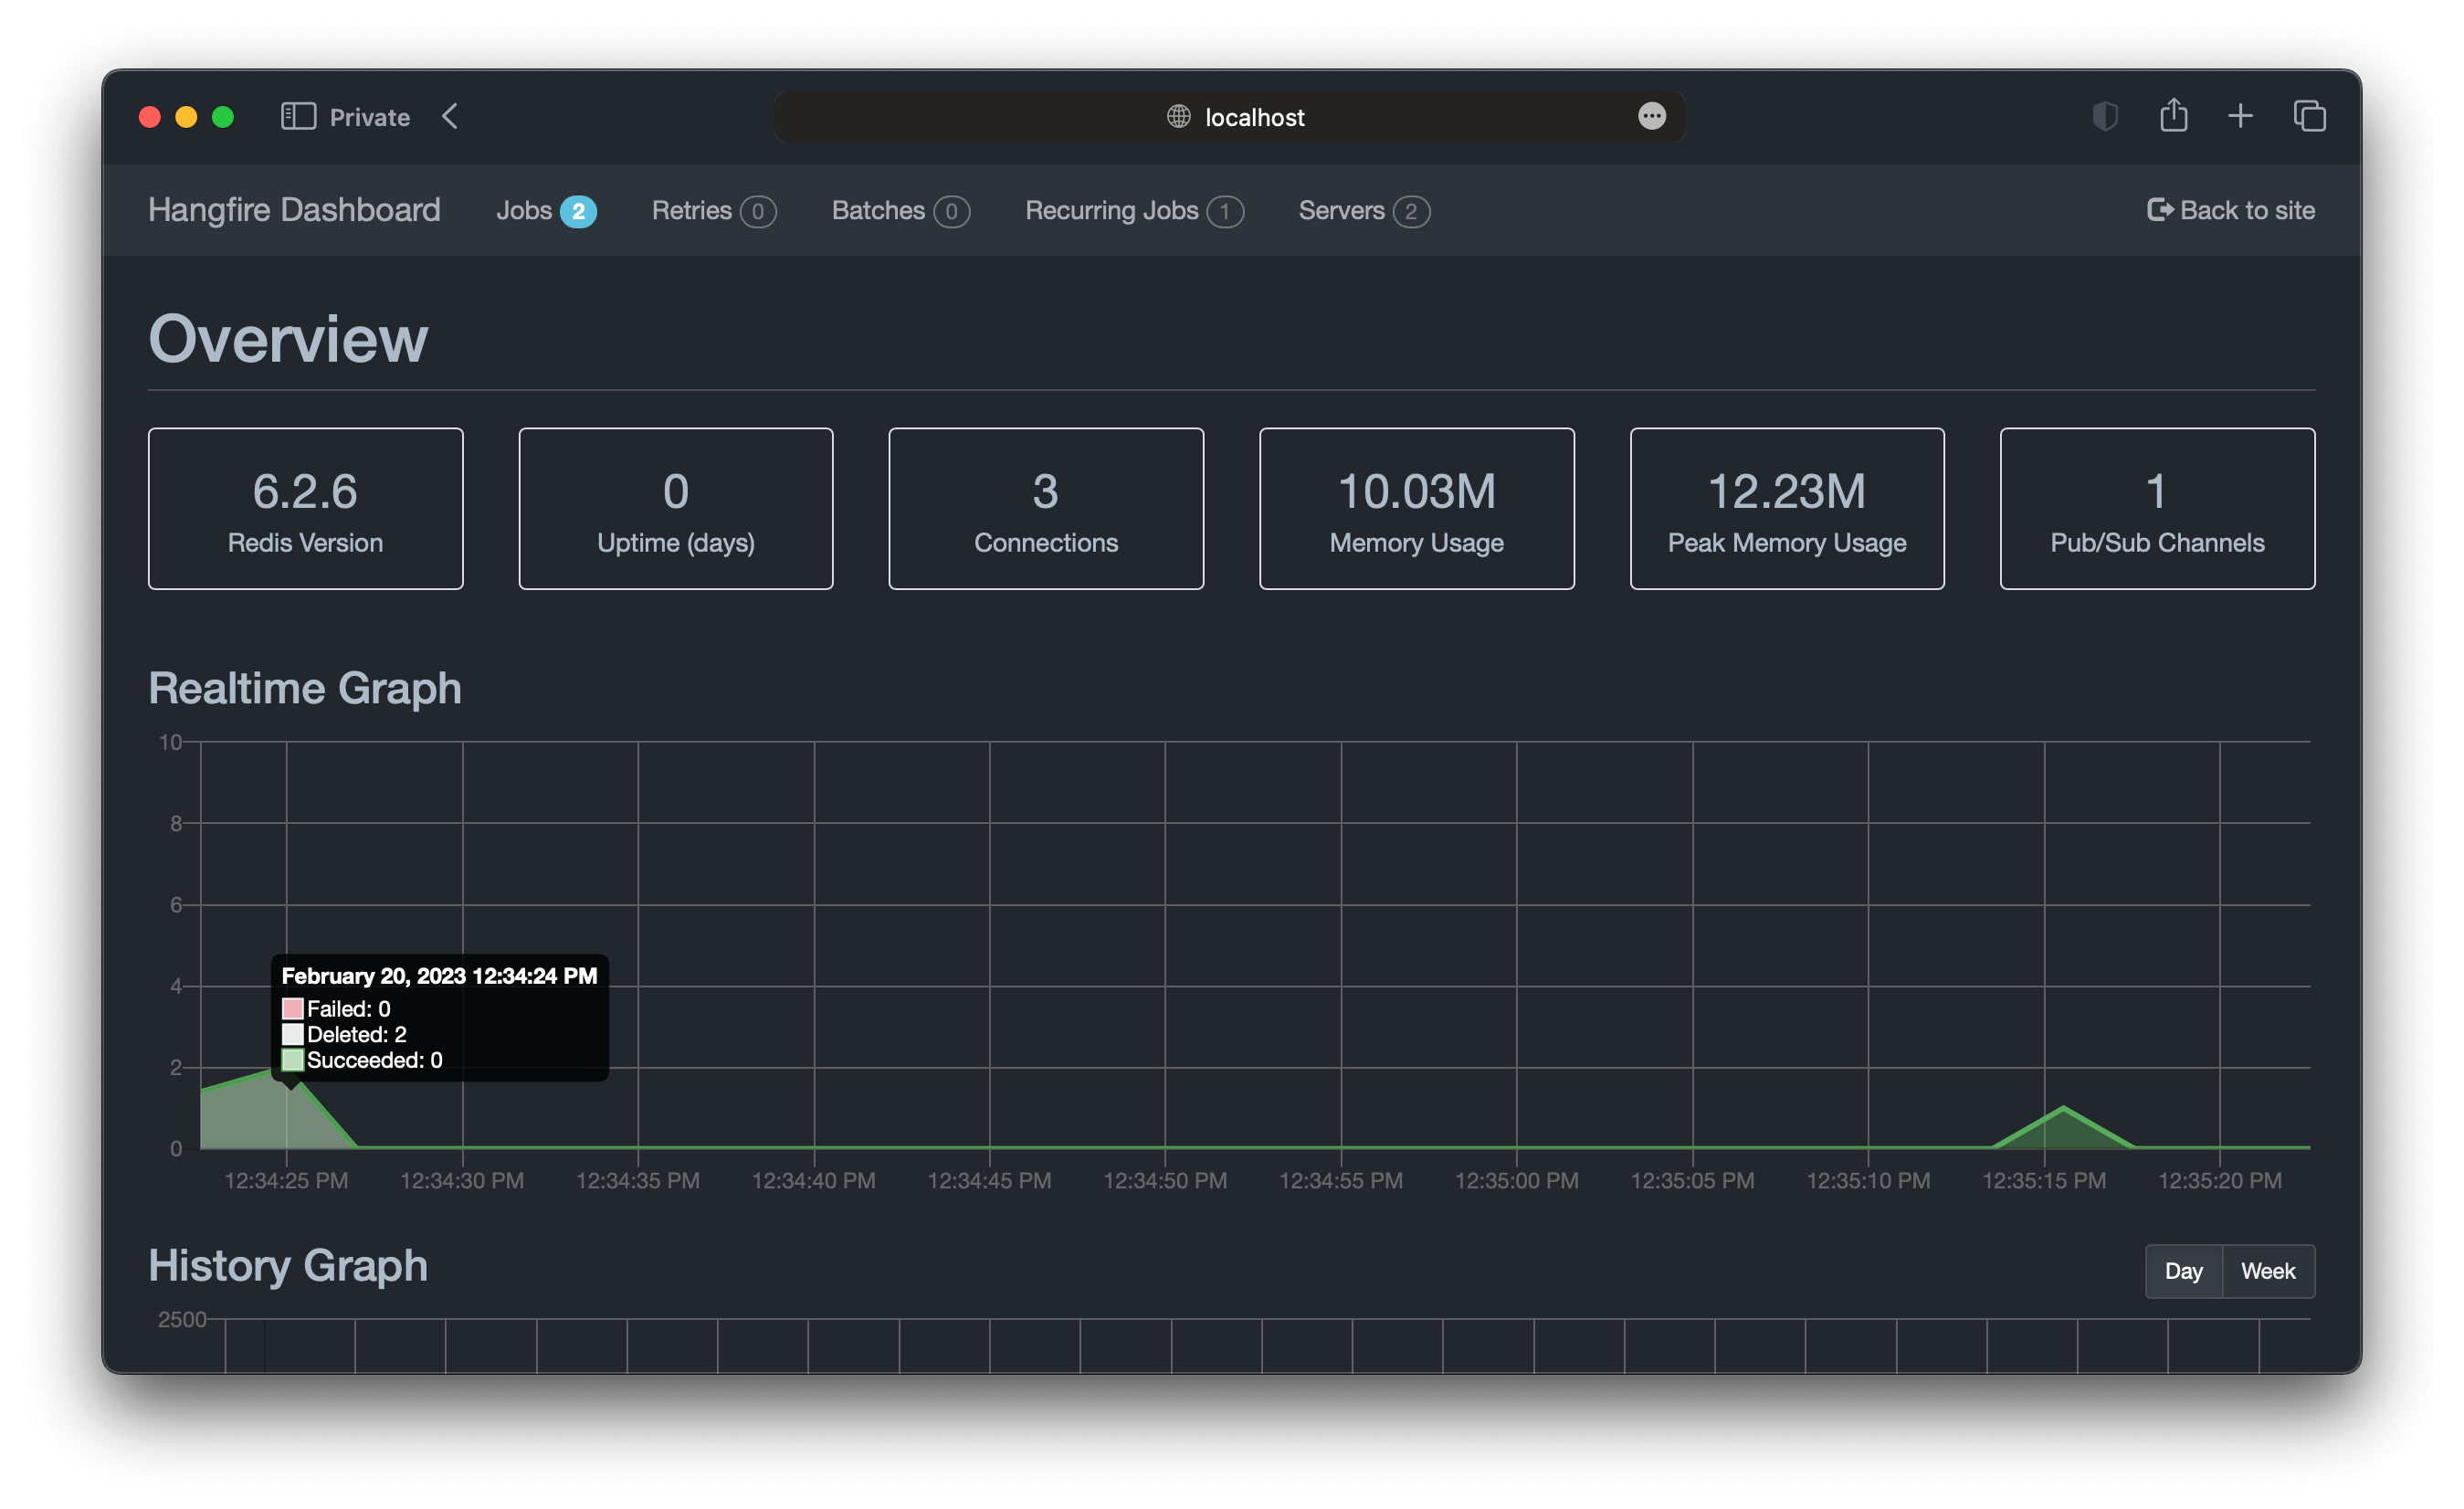 Private
localhost
Hangfire Dashboard Jobs 2 Retries 0 Batches 0 Recurring Jobs 1 Servers 2 Back to site
Overview
6.2.6 0 3 10.03M 12.23M 1
Redis Version Uptime (days) Connections Memory Usage Peak Memory Usage Pub/Sub Channels
Realtime Graph
10
8
6
4
February 20, 2023 12:34:24 PM
Failed: 0
Deleted: 2
Succeeded: 0
2
0
12:34:25 PM 12:34:30 PM 12:34:35 PM 12:34:40 PM 12:34:45 PM 12:34:50 PM 12:34:55 PM 12:35:00 PM 12:35:05 PM 12:35:10 PM 12:35:15 PM 12:35:20 PM
History Graph Day Week
2500